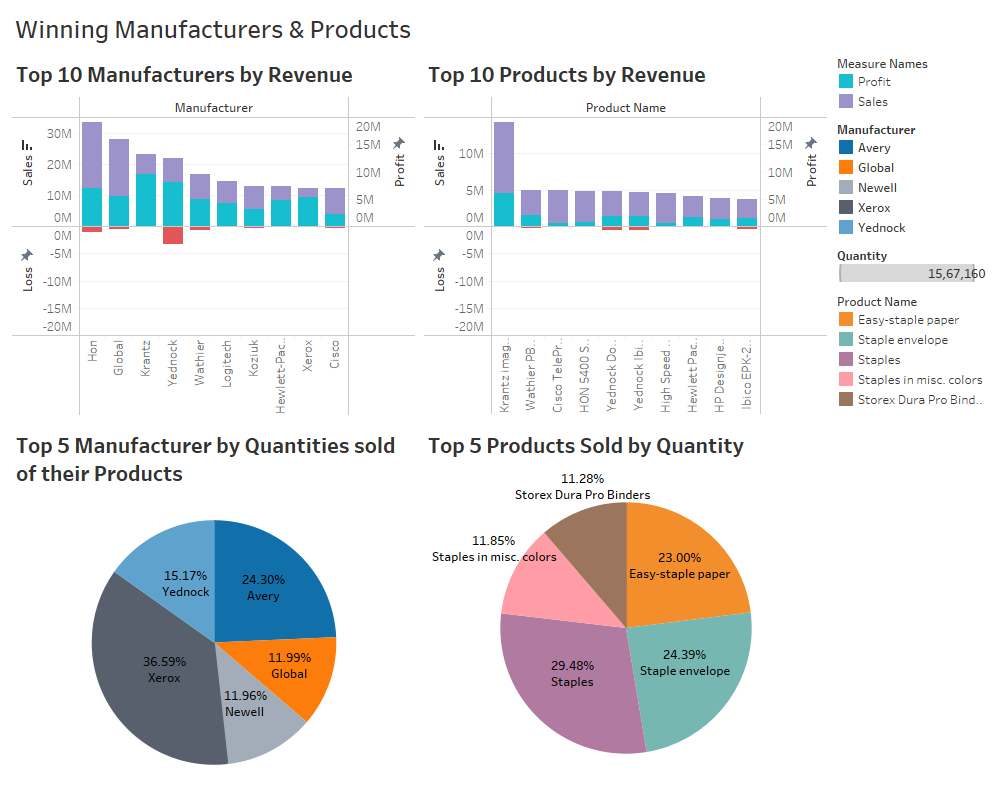 Winning Manufacturers & Products
Top 10 Manufacturers by Revenue
Manufacturer
Sales
30M
20M
10M
0M
20M
15M
10M
5M
0M
Profit
Loss
0M
-5M
-10M
-15M
-20M
Hon
Global
Krantz
Yednock
Wathier
Logitech
Koziuk
Hewlett-Pac..
Xerox
Cisco
Top 10 Products by Revenue
Product Name
Sales
10M
5M
0M
20M
15M
10M
5M
0M
Profit
Loss
0M
-5M
-10M
-15M
-20M
Krantz imag..
Wathier PB..
Cisco TelePr..
HON 5400 S..
Yednock Do..
Yednock Ibi..
High Speed ..
Hewlett Pac..
HP Designje..
Ibico EPK-2..
Measure Names
Profit
Sales
Manufacturer
Avery
Global
Newell
Xerox
Yednock
Quantity
15,67,160
Product Name
Easy-staple paper
Staple envelope
Staples
Staples in misc. colors
Storex Dura Pro Bind..
Top 5 Manufacturer by Quantities sold
of their Products
15.17%
Yednock
24.30%
Avery
36.59%
Xerox
11.99%
Global
11.96%
Newell
Top 5 Products Sold by Quantity
11.28%
Storex Dura Pro Binders
11.85%
Staples in misc. colors
23.00%
Easy-staple paper
29.48%
Staples
24.39%
Staple envelope